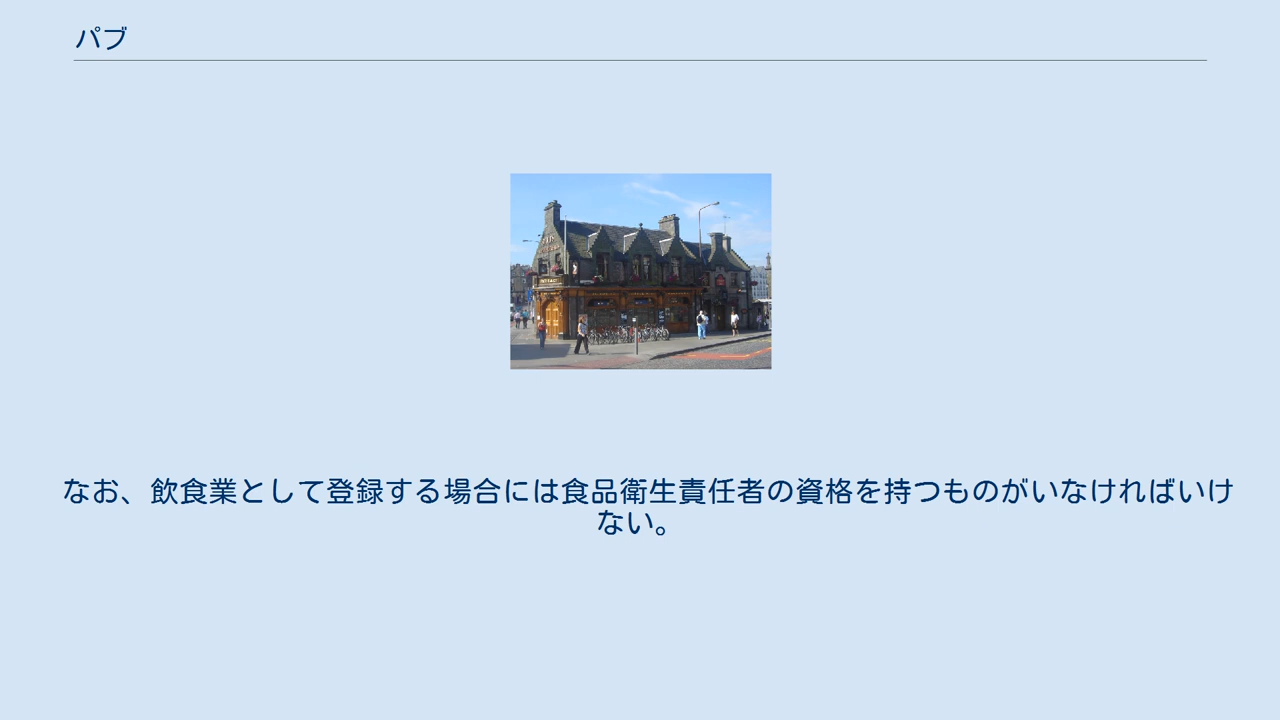 パブ
なお、飲食業として登録する場合には食品衛生責任者の資格を持つものがいなければいけ
ない。